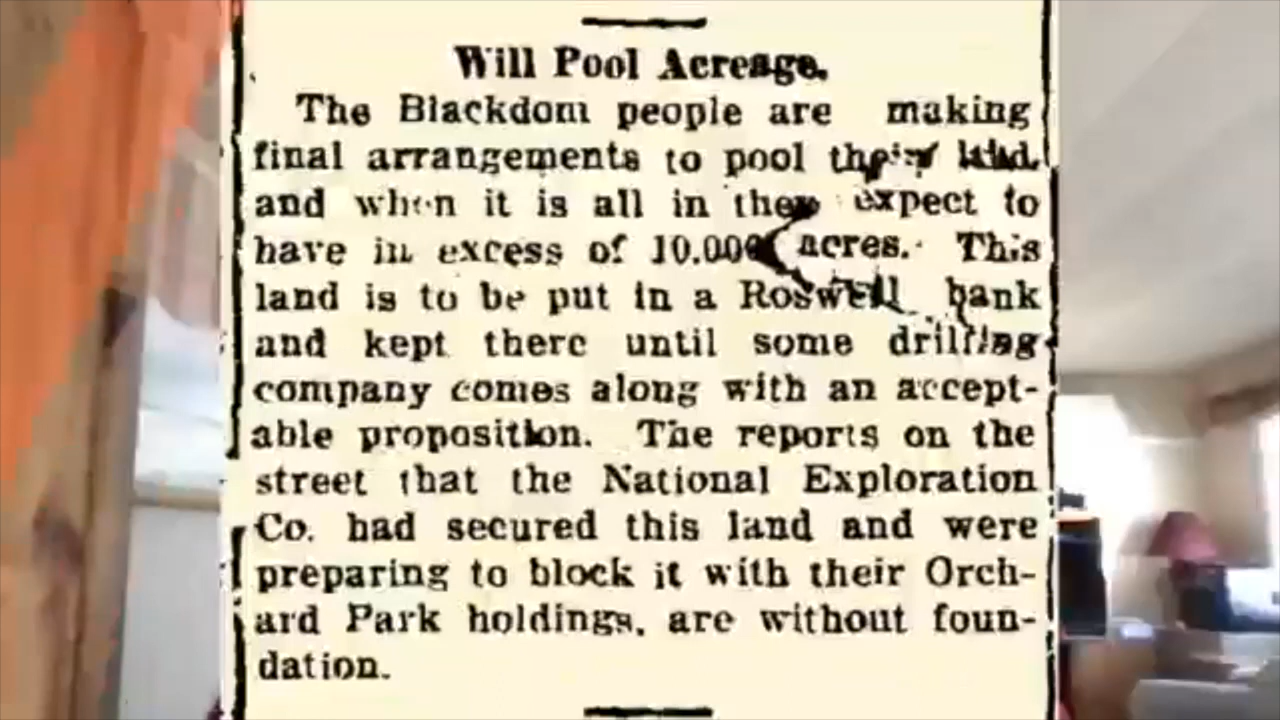 Will Pool Acreage.
The Blackdom people are making
final arrangements to pool their land
and when it is all in they expect to
have in excess of 10.000 acres. This
land is to be put in a Roswell bank
and kept there until some drilling
company comes along with an accept-
able proposition. The reports on the
street that the National Exploration
Co. had secured this land and were
preparing to block it with their Orch-
ard Park holdings, are without foun-
dation.